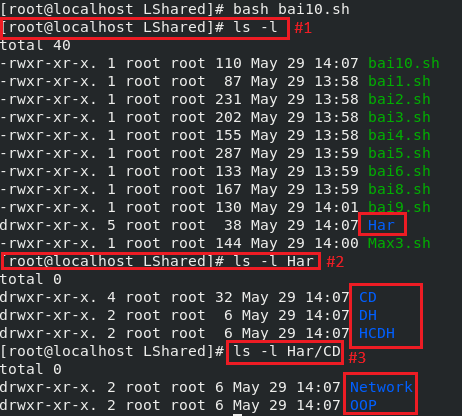 [root@localhost LShared]# bash bai10.sh
[root@localhost LShared]# ls -l #1
total 40
-rwxr-xr-x. 1 root root 110 May 29 14:07 bai10.sh
-rwxr-xr-x. 1 root root 87 May 29 13:58 bai1.sh
-rwxr-xr-x. 1 root root 231 May 29 13:58 bai2.sh
-rwxr-xr-x. 1 root root 202 May 29 13:58 bai3.sh
-rwxr-xr-x. 1 root root 155 May 29 13:58 bai4.sh
-rwxr-xr-x. 1 root root 287 May 29 13:59 bai5.sh
-rwxr-xr-x. 1 root root 133 May 29 13:59 bai6.sh
-rwxr-xr-x. 1 root root 167 May 29 13:59 bai8.sh
-rwxr-xr-x. 1 root root 130 May 29 14:01 bai9.sh
drwxr-xr-x. 5 root root 38 May 29 14:07 Har
-rwxr-xr-x. 1 root root 144 May 29 14:00 Max3.sh
[root@localhost LShared]# ls -l Har #2
total 0
drwxr-xr-x. 4 root root 32 May 29 14:07 CD
drwxr-xr-x. 2 root root 6 May 29 14:07 DH
drwxr-xr-x. 2 root root 6 May 29 14:07 HCDH
[root@localhost LShared]# ls -l Har/CD #3
total 0
drwxr-xr-x. 2 root root 6 May 29 14:07 Network
drwxr-xr-x. 2 root root 6 May 29 14:07 OOP